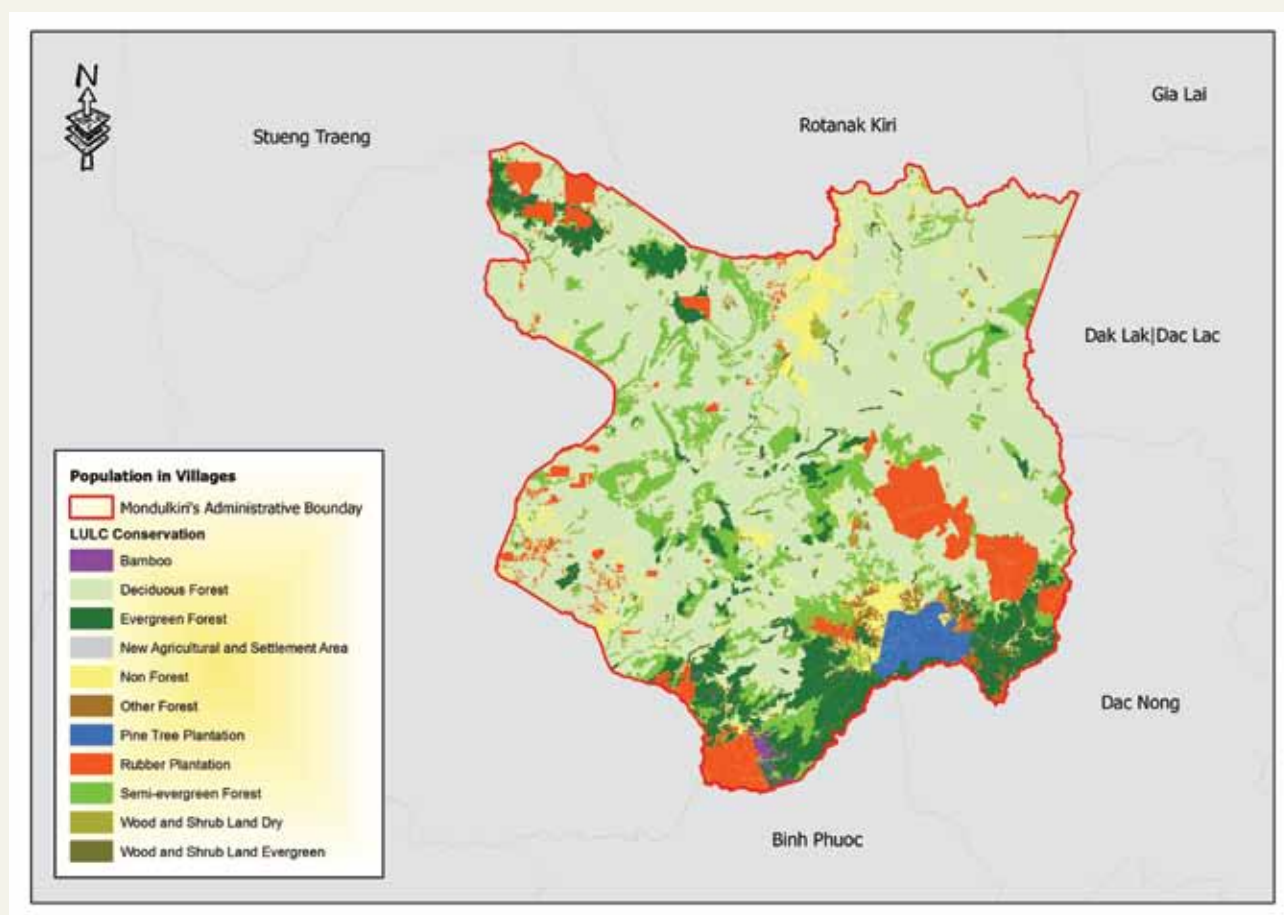 N
Gia Lai
Rotanak Kiri
Stueng Traeng
Dak Lak|Dac Lac
Population in Villages
Mondulkiri's Administrative Bounday
LULC Conservation
Bamboo
Deciduous Forest
Evergreen Forest
New Agricultural and Settlement Area
Non Forest
Other Forest
Pine Tree Plantation
Rubber Plantation
Semi-evergreen Forest
Wood and Shrub Land Dry
Wood and Shrub Land Evergreen
Dac Nong
Binh Phuoc